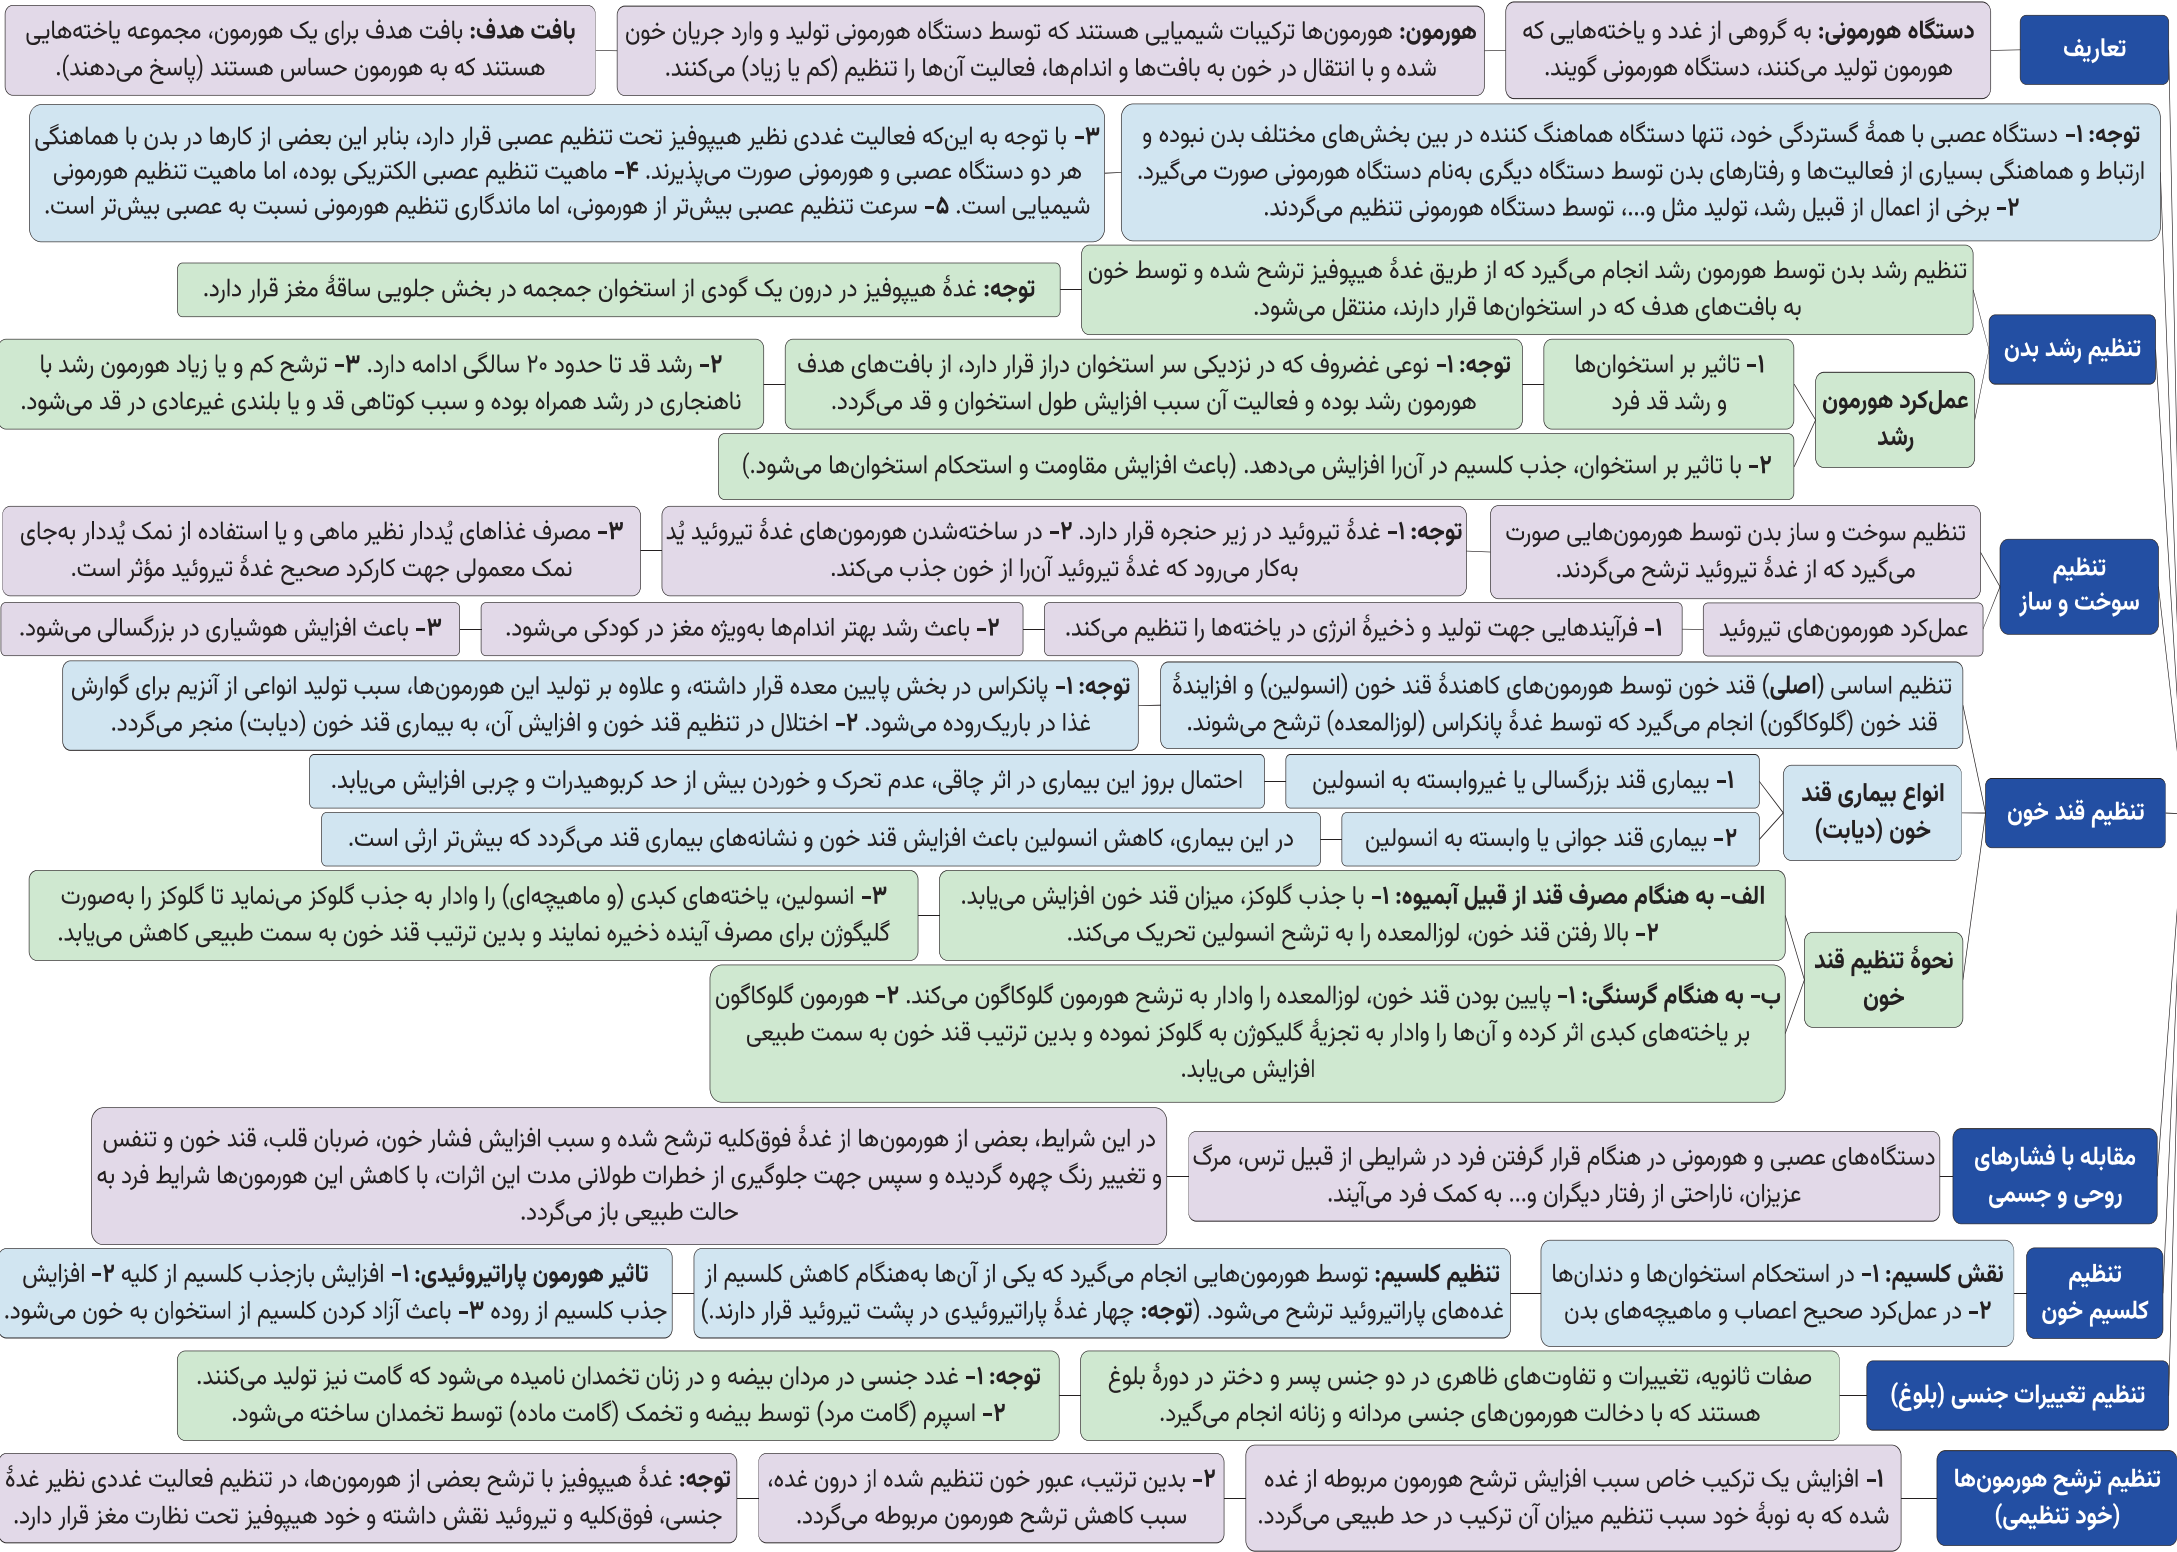 تعاریف
دستگاه هورمونی: به گروهی از غدد و یاخته‌هایی که
هورمون تولید می‌کنند، دستگاه هورمونی گویند.
هورمون: هورمون‌ها ترکیبات شیمیایی هستند که توسط دستگاه هورمونی تولید و وارد جریان خون
شده و با انتقال در خون به بافت‌ها و اندام‌ها، فعالیت آن‌ها را تنظیم (کم یا زیاد) می‌کنند.
بافت هدف: بافت هدف برای یک هورمون، مجموعه یاخته‌هایی
هستند که به هورمون حساس هستند (پاسخ می‌دهند).
توجه: ۱- دستگاه عصبی با همهٔ گستردگی خود، تنها دستگاه هماهنگ کننده در بین بخش‌های مختلف بدن نبوده و
ارتباط و هماهنگی بسیاری از فعالیت‌ها و رفتارهای بدن توسط دستگاه دیگری به‌نام دستگاه هورمونی صورت می‌گیرد.
۲- برخی از اعمال از قبیل رشد، تولید مثل و...، توسط دستگاه هورمونی تنظیم می‌گردند.
۳- با توجه به این‌که فعالیت غددی نظیر هیپوفیز تحت تنظیم عصبی قرار دارد، بنابر این بعضی از کارها در بدن با هماهنگی
هر دو دستگاه عصبی و هورمونی صورت می‌پذیرند. ۴- ماهیت تنظیم عصبی الکتریکی بوده، اما ماهیت تنظیم هورمونی
شیمیایی است. ۵- سرعت تنظیم عصبی بیش‌تر از هورمونی، اما ماندگاری تنظیم هورمونی نسبت به عصبی بیش‌تر است.
تنظیم رشد بدن
تنظیم رشد بدن توسط هورمون رشد انجام می‌گیرد که از طریق غدهٔ هیپوفیز ترشح شده و توسط خون
به بافت‌های هدف که در استخوان‌ها قرار دارند، منتقل می‌شود.
توجه: غدهٔ هیپوفیز در درون یک گودی از استخوان جمجمه در بخش جلویی ساقهٔ مغز قرار دارد.
عمل‌کرد هورمون
رشد
۱- تاثیر بر استخوان‌ها
و رشد قد فرد
توجه: ۱- نوعی غضروف که در نزدیکی سر استخوان دراز قرار دارد، از بافت‌های هدف
هورمون رشد بوده و فعالیت آن سبب افزایش طول استخوان و قد می‌گردد.
۲- رشد قد تا حدود ۲۰ سالگی ادامه دارد. ۳- ترشح کم و یا زیاد هورمون رشد با
ناهنجاری در رشد همراه بوده و سبب کوتاهی قد و یا بلندی غیرعادی در قد می‌شود.
۲- با تاثیر بر استخوان، جذب کلسیم در آن‌را افزایش می‌دهد. (باعث افزایش مقاومت و استحکام استخوان‌ها می‌شود.)
تنظیم
سوخت و ساز
تنظیم سوخت و ساز بدن توسط هورمون‌هایی صورت
می‌گیرد که از غدهٔ تیروئید ترشح می‌گردند.
توجه: ۱- غدهٔ تیروئید در زیر حنجره قرار دارد. ۲- در ساخته‌شدن هورمون‌های غدهٔ تیروئید یُد
به‌کار می‌رود که غدهٔ تیروئید آن‌را از خون جذب می‌کند.
۳- مصرف غذاهای یُددار نظیر ماهی و یا استفاده از نمک یُددار به‌جای
نمک معمولی جهت کارکرد صحیح غدهٔ تیروئید مؤثر است.
عمل‌کرد هورمون‌های تیروئید
۱- فرآیندهایی جهت تولید و ذخیرهٔ انرژی در یاخته‌ها را تنظیم می‌کند.
۲- باعث رشد بهتر اندام‌ها به‌ویژه مغز در کودکی می‌شود.
۳- باعث افزایش هوشیاری در بزرگسالی می‌شود.
تنظیم قند خون
تنظیم اساسی (اصلی) قند خون توسط هورمون‌های کاهندهٔ قند خون (انسولین) و افزایندهٔ
قند خون (گلوکاگون) انجام می‌گیرد که توسط غدهٔ پانکراس (لوزالمعده) ترشح می‌شوند.
توجه: ۱- پانکراس در بخش پایین معده قرار داشته، و علاوه بر تولید این هورمون‌ها، سبب تولید انواعی از آنزیم برای گوارش
غذا در باریک‌روده می‌شود. ۲- اختلال در تنظیم قند خون و افزایش آن، به بیماری قند خون (دیابت) منجر می‌گردد.
انواع بیماری قند
خون (دیابت)
۱- بیماری قند بزرگسالی یا غیروابسته به انسولین
احتمال بروز این بیماری در اثر چاقی، عدم تحرک و خوردن بیش از حد کربوهیدرات و چربی افزایش می‌یابد.
۲- بیماری قند جوانی یا وابسته به انسولین
در این بیماری، کاهش انسولین باعث افزایش قند خون و نشانه‌های بیماری قند می‌گردد که بیش‌تر ارثی است.
نحوهٔ تنظیم قند
خون
الف- به هنگام مصرف قند از قبیل آبمیوه: ۱- با جذب گلوکز، میزان قند خون افزایش می‌یابد.
۲- بالا رفتن قند خون، لوزالمعده را به ترشح انسولین تحریک می‌کند.
۳- انسولین، یاخته‌های کبدی (و ماهیچه‌ای) را وادار به جذب گلوکز می‌نماید تا گلوکز را به‌صورت
گلیگوژن برای مصرف آینده ذخیره نمایند و بدین ترتیب قند خون به سمت طبیعی کاهش می‌یابد.
ب- به هنگام گرسنگی: ۱- پایین بودن قند خون، لوزالمعده را وادار به ترشح هورمون گلوکاگون می‌کند. ۲- هورمون گلوکاگون
بر یاخته‌های کبدی اثر کرده و آن‌ها را وادار به تجزیهٔ گلیکوژن به گلوکز نموده و بدین ترتیب قند خون به سمت طبیعی
افزایش می‌یابد.
مقابله با فشارهای
روحی و جسمی
دستگاه‌های عصبی و هورمونی در هنگام قرار گرفتن فرد در شرایطی از قبیل ترس، مرگ
عزیزان، ناراحتی از رفتار دیگران و... به کمک فرد می‌آیند.
در این شرایط، بعضی از هورمون‌ها از غدهٔ فوق‌کلیه ترشح شده و سبب افزایش فشار خون، ضربان قلب، قند خون و تنفس
و تغییر رنگ چهره گردیده و سپس جهت جلوگیری از خطرات طولانی مدت این اثرات، با کاهش این هورمون‌ها شرایط فرد به
حالت طبیعی باز می‌گردد.
تنظیم
کلسیم خون
نقش کلسیم: ۱- در استحکام استخوان‌ها و دندان‌ها
۲- در عمل‌کرد صحیح اعصاب و ماهیچه‌های بدن
تنظیم کلسیم: توسط هورمون‌هایی انجام می‌گیرد که یکی از آن‌ها به‌هنگام کاهش کلسیم از
غده‌های پاراتیروئید ترشح می‌شود. (توجه: چهار غدهٔ پاراتیروئیدی در پشت تیروئید قرار دارند.)
تاثیر هورمون پاراتیروئیدی: ۱- افزایش بازجذب کلسیم از کلیه ۲- افزایش
جذب کلسیم از روده ۳- باعث آزاد کردن کلسیم از استخوان به خون می‌شود.
تنظیم تغییرات جنسی (بلوغ)
صفات ثانویه، تغییرات و تفاوت‌های ظاهری در دو جنس پسر و دختر در دورهٔ بلوغ
هستند که با دخالت هورمون‌های جنسی مردانه و زنانه انجام می‌گیرد.
توجه: ۱- غدد جنسی در مردان بیضه و در زنان تخمدان نامیده می‌شود که گامت نیز تولید می‌کنند.
۲- اسپرم (گامت مرد) توسط بیضه و تخمک (گامت ماده) توسط تخمدان ساخته می‌شود.
تنظیم ترشح هورمون‌ها
(خود تنظیمی)
۱- افزایش یک ترکیب خاص سبب افزایش ترشح هورمون مربوطه از غده
شده که به نوبهٔ خود سبب تنظیم میزان آن ترکیب در حد طبیعی می‌گردد.
۲- بدین ترتیب، عبور خون تنظیم شده از درون غده،
سبب کاهش ترشح هورمون مربوطه می‌گردد.
توجه: غدهٔ هیپوفیز با ترشح بعضی از هورمون‌ها، در تنظیم فعالیت غددی نظیر غدهٔ
جنسی، فوق‌کلیه و تیروئید نقش داشته و خود هیپوفیز تحت نظارت مغز قرار دارد.